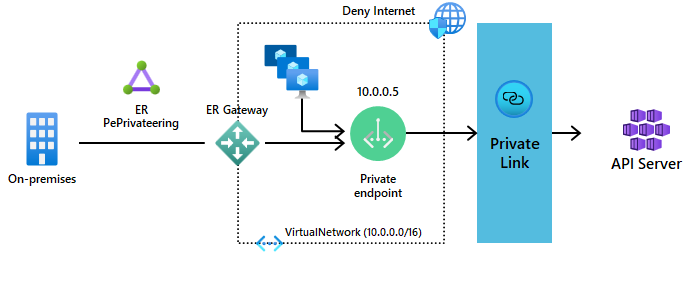 Deny Internet
10.0.0.5
ER
PePrivateering
ER Gateway
On-premises
Private
endpoint
Private
Link
API Server
VirtualNetwork (10.0.0.0/16)